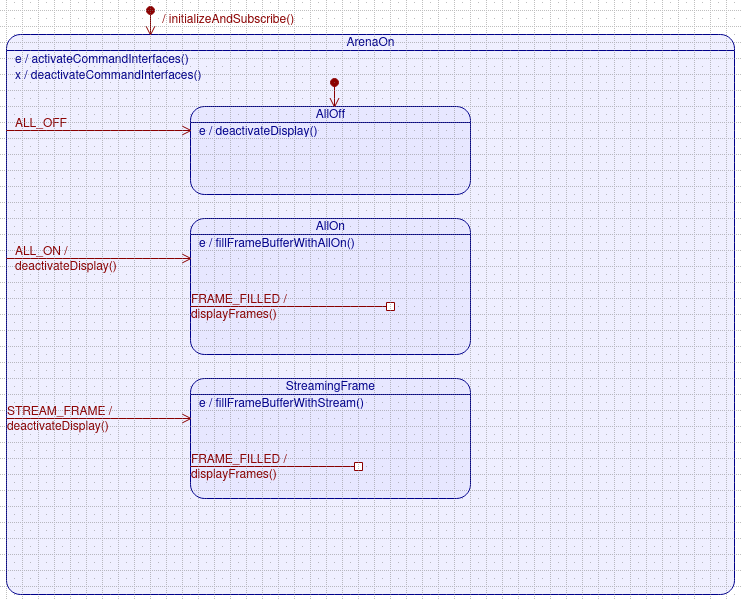 / initializeAndSubscribe()
ArenaOn
e / activateCommandInterfaces()
x / deactivateCommandInterfaces()
AllOff
ALL_OFF
e / deactivateDisplay()
AllOn
e / fillFrameBufferWithAllOn()
ALL_ON /
deactivateDisplay()
FRAME_FILLED /
displayFrames()
StreamingFrame
e / fillFrameBufferWithStream()
STREAM_FRAME /
deactivateDisplay()
FRAME_FILLED /
displayFrames()